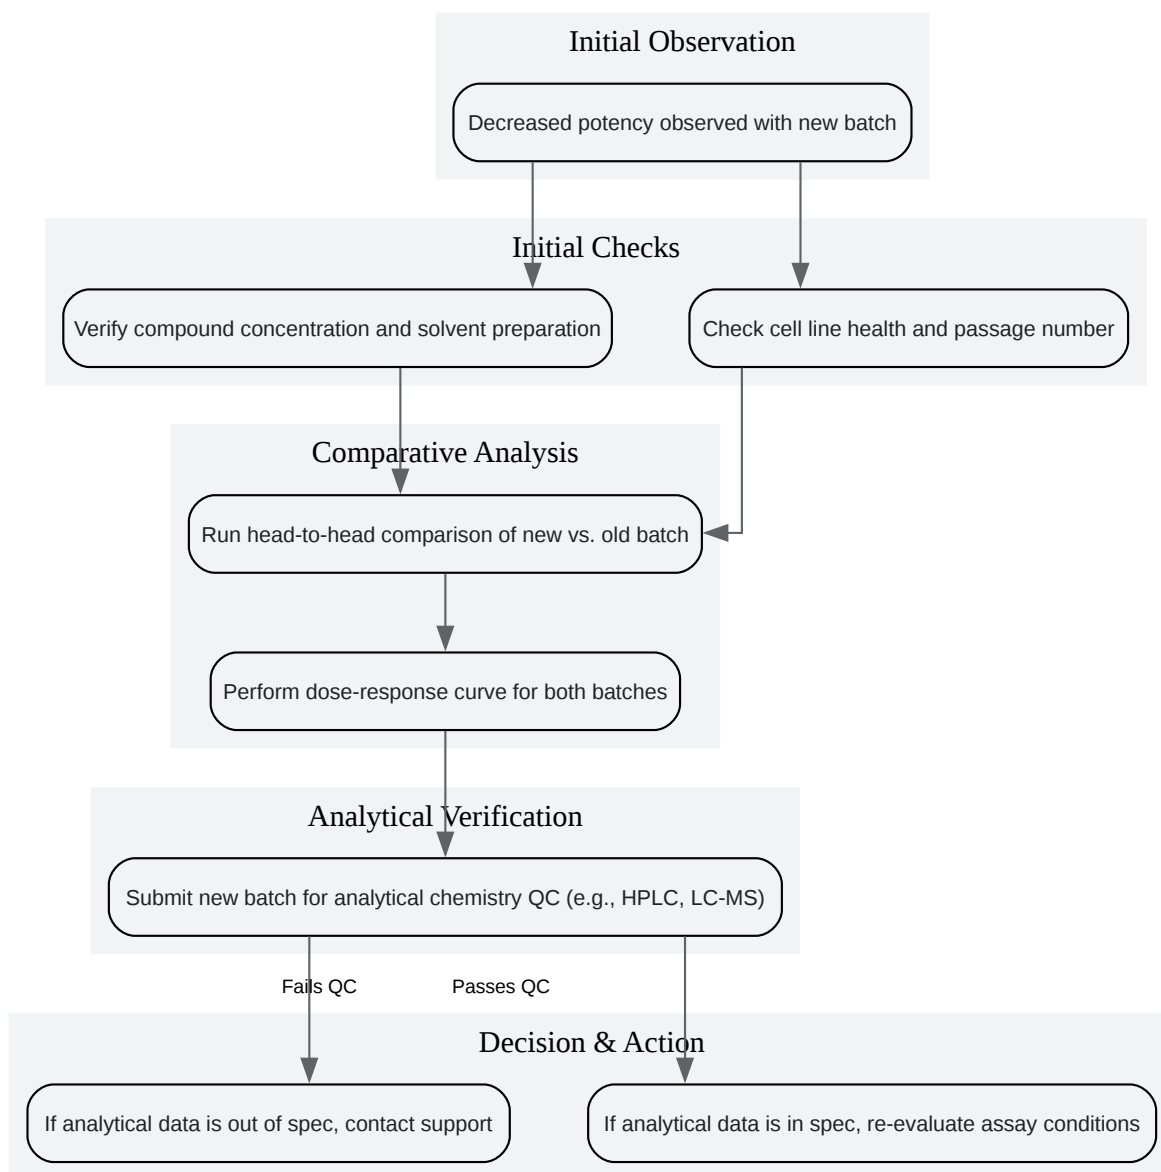 Initial Observation
Decreased potency observed with new batch
Initial Checks
Verify compound concentration and solvent preparation
Check cell line health and passage number
Comparative Analysis
Run head-to-head comparison of new vs. old batch
Perform dose-response curve for both batches
Analytical Verification
Submit new batch for analytical chemistry QC (e.g., HPLC, LC-MS)
Fails QC
Passes QC
Decision & Action
If analytical data is out of spec, contact support
If analytical data is in spec, re-evaluate assay conditions